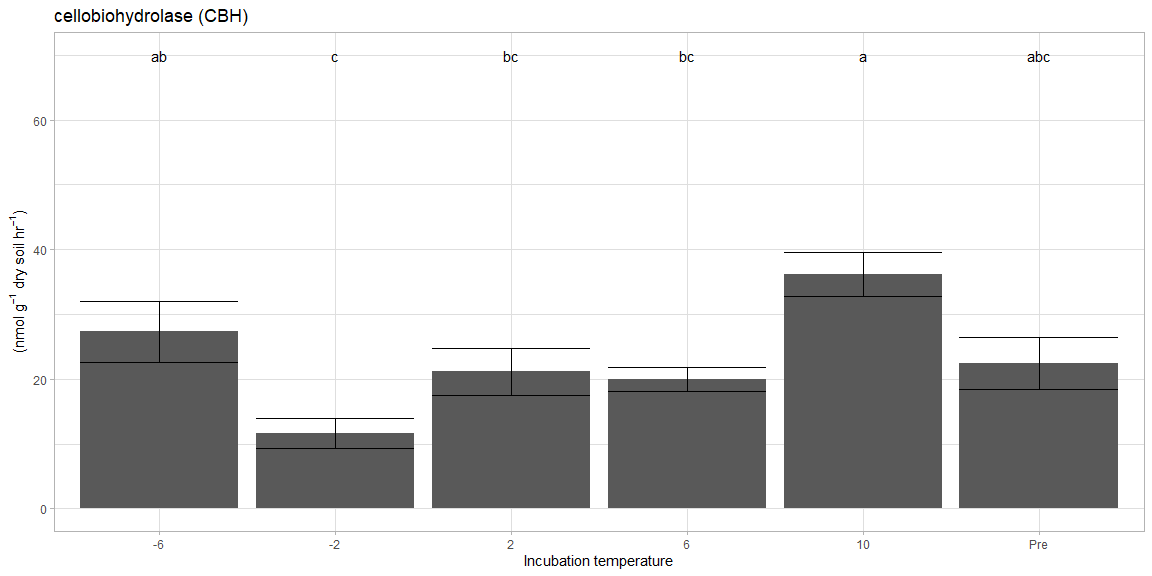 cellobiohydrolase (CBH)
ab c bc bc a abc
60
40
20
0
(nmol g⁻¹ dry soil hr⁻¹)
-6 -2 2 6 10 Pre
Incubation temperature